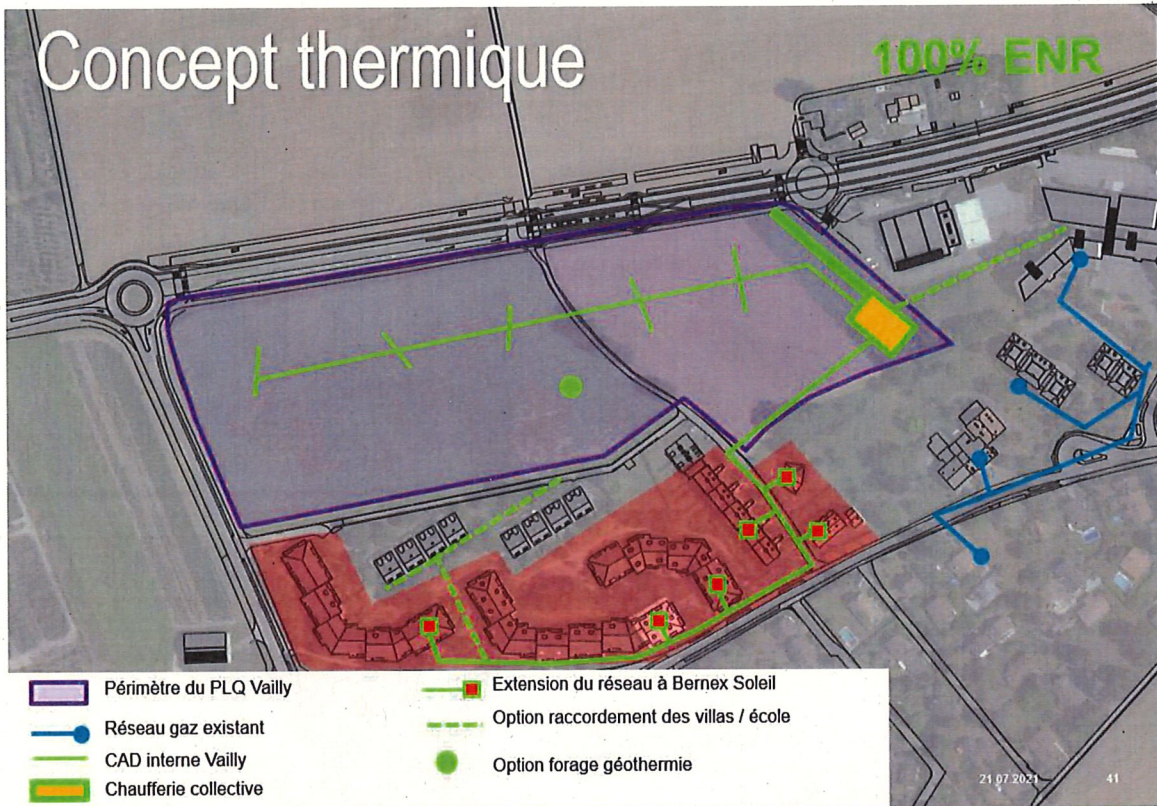 Concept thermique
100% ENR
Périmètre du PLQ Vailly
Réseau gaz existant
CAD interne Vailly
Chaufferie collective
Extension du réseau à Bernex Soleil
Option raccordement des villas / école
Option forage géothermie
21.07.2021
41